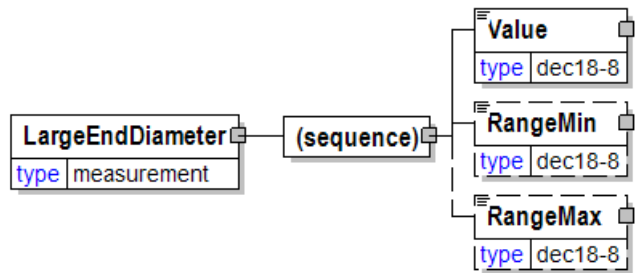 Value
type dec18-8
RangeMin
type dec18-8
LargeEndDiameter
type measurement
(sequence)
RangeMax
type dec18-8